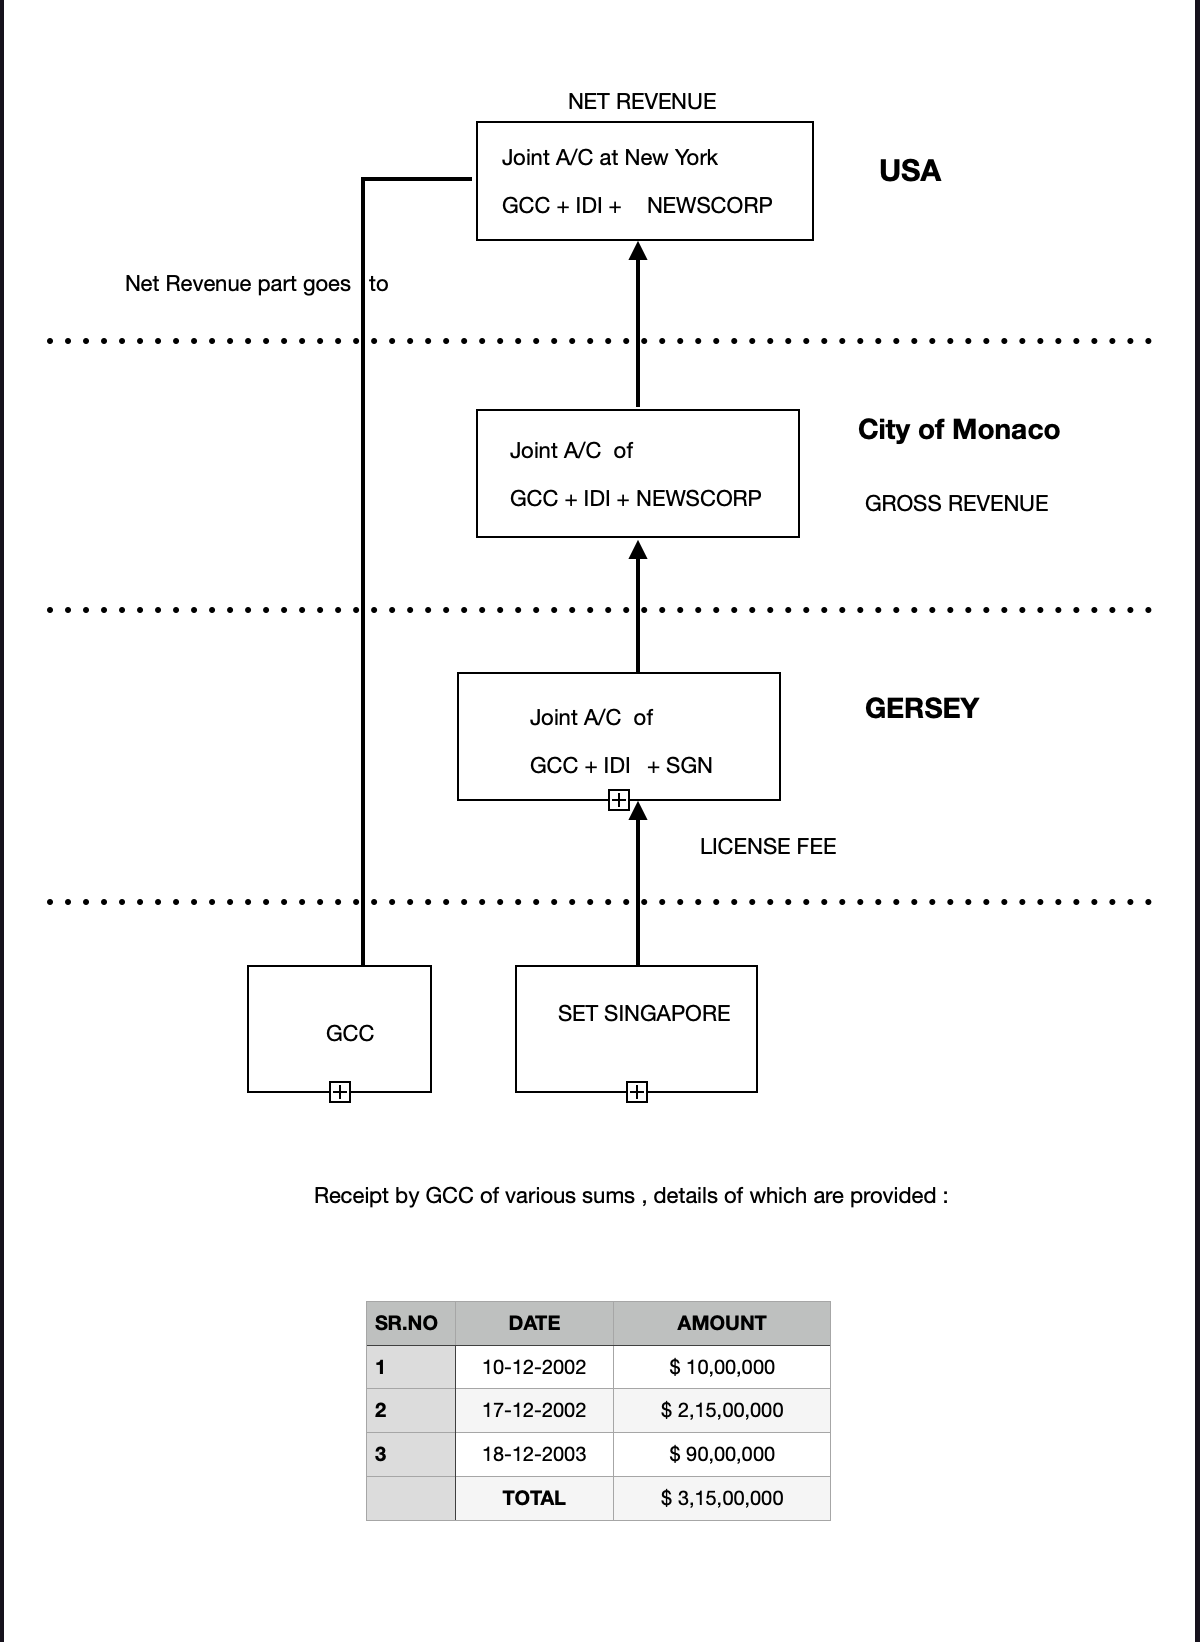 NET REVENUE
Joint A/C at New York
GCC + IDI + NEWSCORP
USA
Net Revenue part goes to
Joint A/C of
GCC + IDI + NEWSCORP
City of Monaco
GROSS REVENUE
Joint A/C of
GCC + IDI + SGN
GERSEY
LICENSE FEE
GCC
SET SINGAPORE
Receipt by GCC of various sums , details of which are provided :
SR.NO DATE AMOUNT
1 10-12-2002 $ 10,00,000
2 17-12-2002 $ 2,15,00,000
3 18-12-2003 $ 90,00,000
TOTAL $ 3,15,00,000